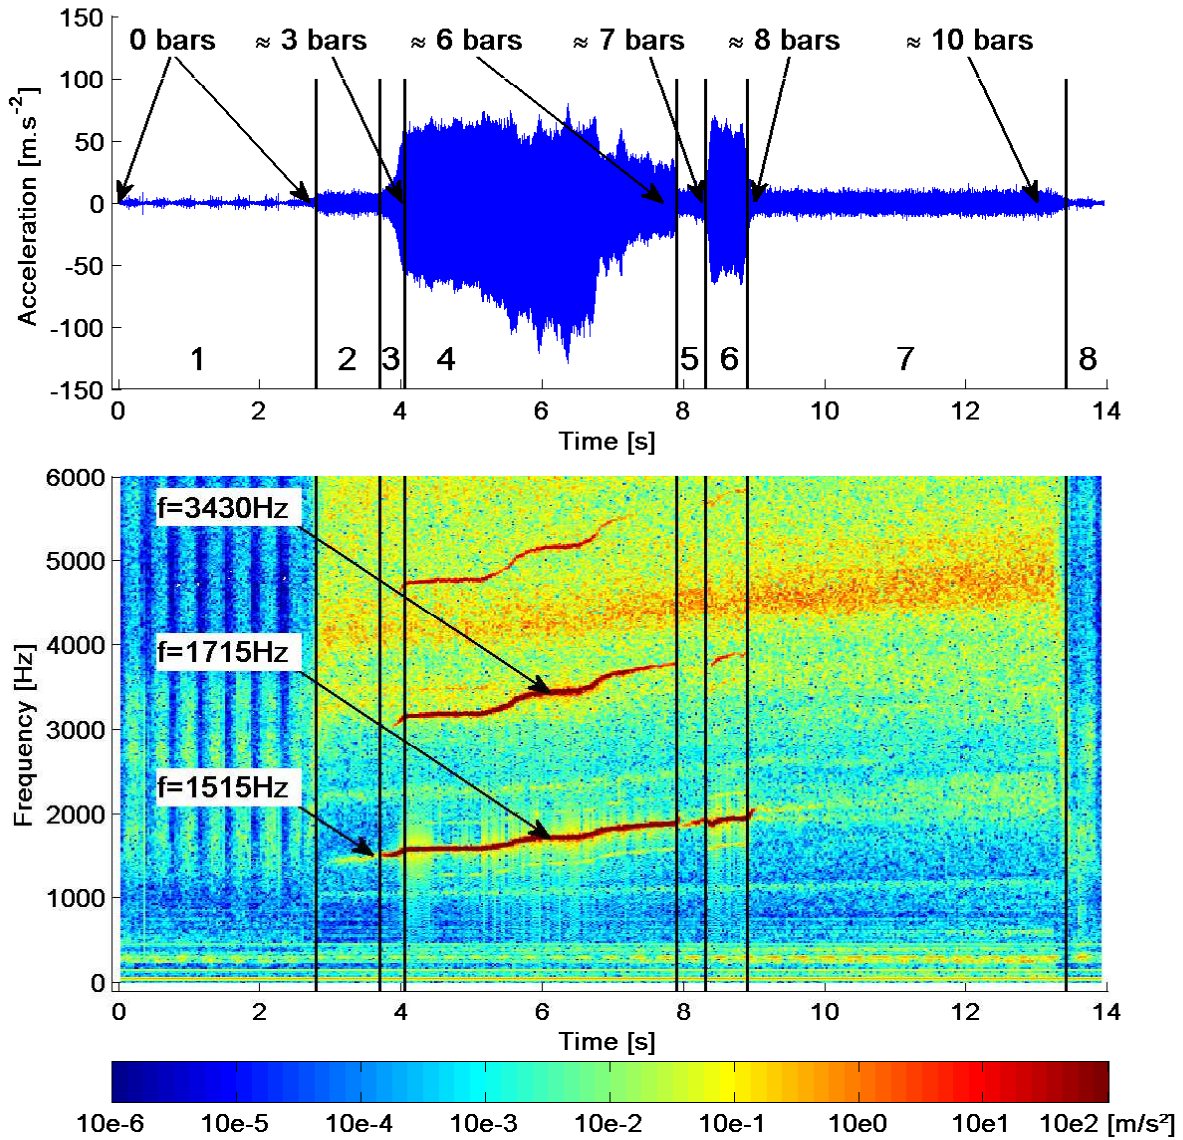 150
0 bars ≈ 3 bars ≈ 6 bars ≈ 7 bars ≈ 8 bars ≈ 10 bars
100
50
0
-50
-100
-150
Acceleration [m.s⁻²]
1 2 3 4 5 6 7 8
0 2 4 6 8 10 12 14
Time [s]
6000
f=3430Hz
5000
4000
f=1715Hz
3000
f=1515Hz
2000
1000
0
Frequency [Hz]
0 2 4 6 8 10 12 14
Time [s]
10e-6 10e-5 10e-4 10e-3 10e-2 10e-1 10e0 10e1 10e2 [m/s²]